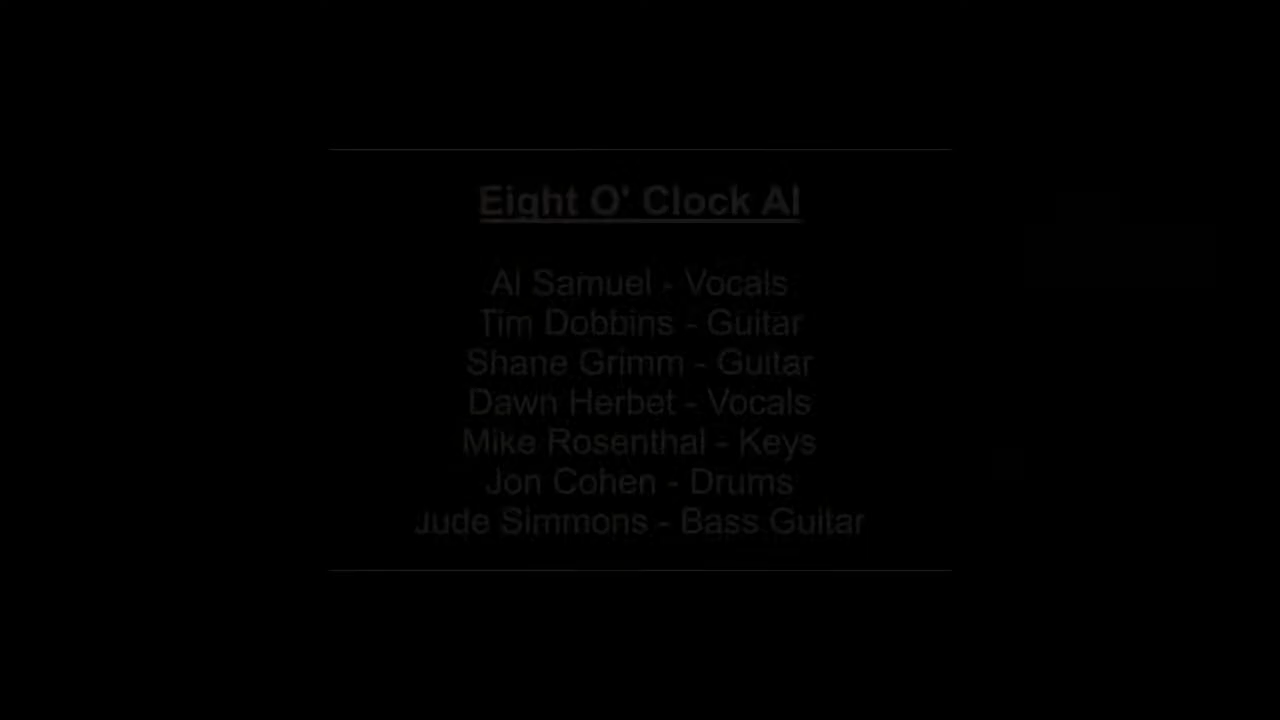 Eight O' Clock Al
Al Samuel - Vocals
Tim Dobbins - Guitar
Shane Grimm - Guitar
Dawn Herbet - Vocals
Mike Rosenthal - Keys
Jon Cohen - Drums
Jude Simmons - Bass Guitar